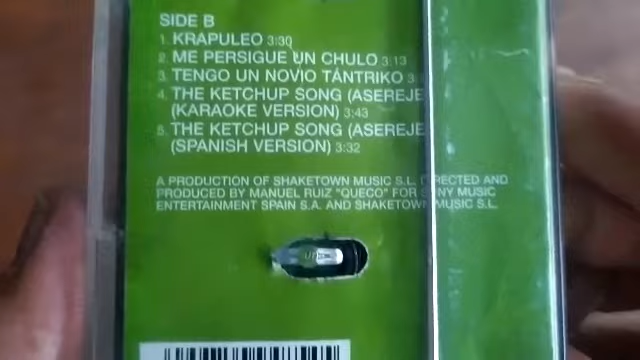 SIDE B
1. KRAPULEO 3:30
2. ME PERSIGUE UN CHULO 3:13
3. TENGO UN NOVIO TÁNTRIKO
4. THE KETCHUP SONG (ASEREJE
(KARAOKE VERSION) 3:43
5. THE KETCHUP SONG (ASEREJE
(SPANISH VERSION) 3:32
A PRODUCTION OF SHAKETOWN MUSIC S.L. DIRECTED AND
PRODUCED BY MANUEL RUIZ "QUECO" FOR SONY MUSIC
ENTERTAINMENT SPAIN S.A. AND SHAKETOWN MUSIC S.L.